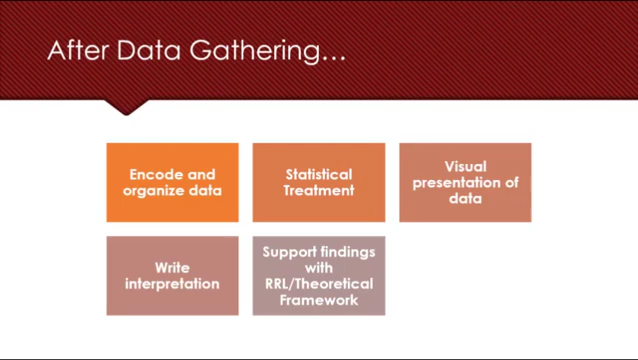 After Data Gathering...
Encode and
organize data
Statistical
Treatment
Visual
presentation of
data
Write
interpretation
Support findings
with
RRL/Theoretical
Framework